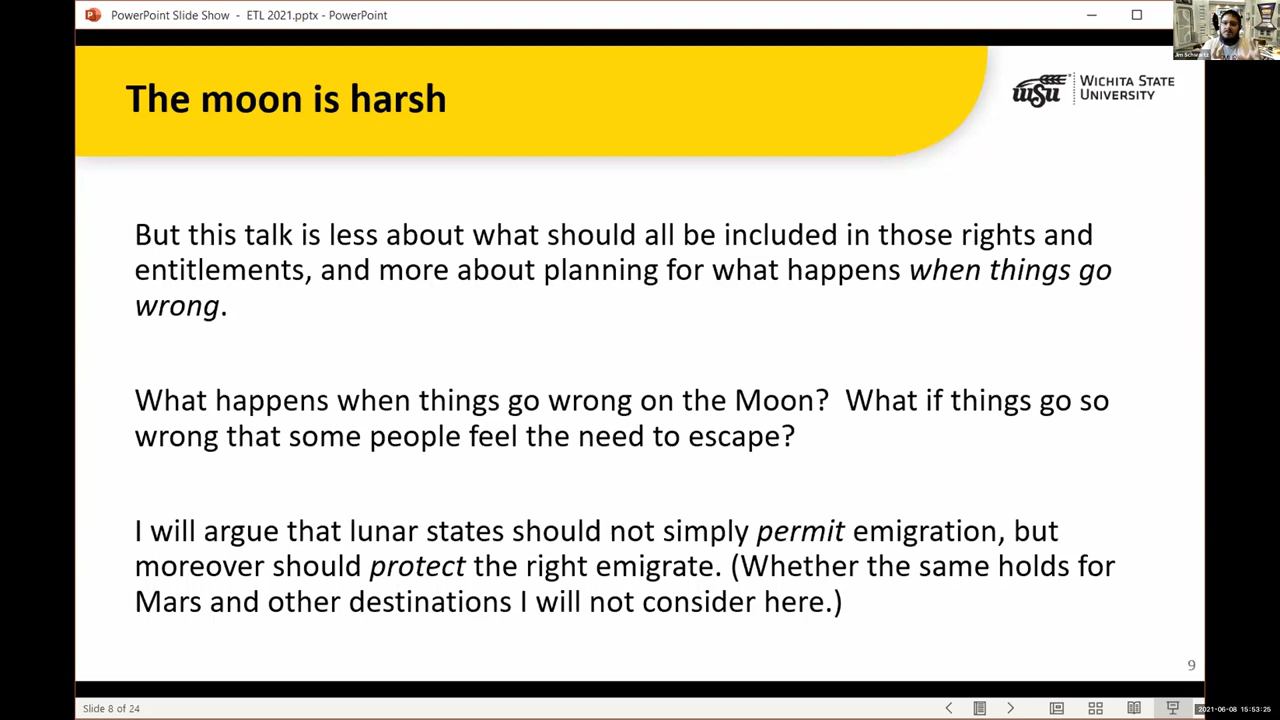 PowerPoint Slide Show - ETL 2021.pptx - PowerPoint
Jim Schwartz
The moon is harsh
WSU
WICHITA STATE
UNIVERSITY
But this talk is less about what should all be included in those rights and
entitlements, and more about planning for what happens when things go
wrong.
What happens when things go wrong on the Moon?  What if things go so
wrong that some people feel the need to escape?
I will argue that lunar states should not simply permit emigration, but
moreover should protect the right emigrate. (Whether the same holds for
Mars and other destinations I will not consider here.)
9
Slide 8 of 24
2021-06-08 15:53:25